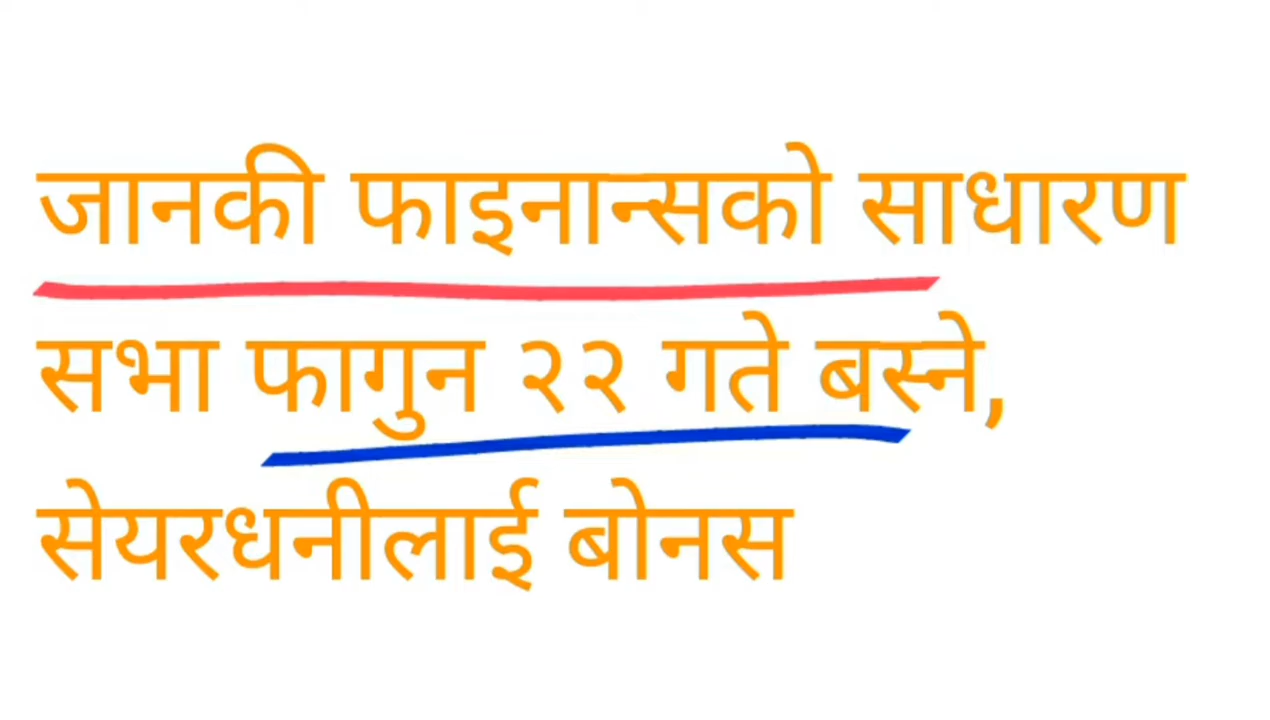 जानकी फाइनान्सको साधारण
सभा फागुन २२ गते बस्ने,
सेयरधनीलाई बोनस